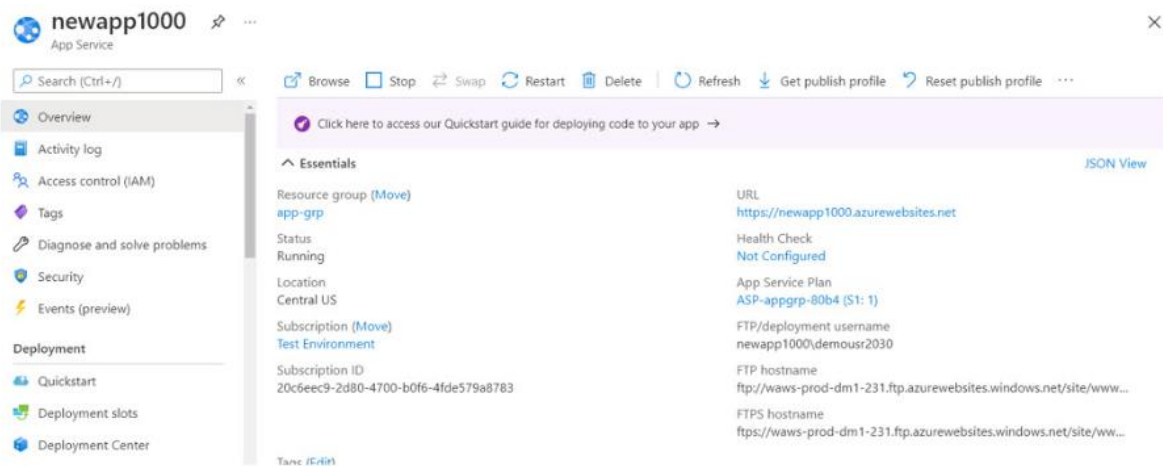 newapp1000
App Service
Search (Ctrl+/)
Overview
Activity log
Access control (IAM)
Tags
Diagnose and solve problems
Security
Events (preview)
Deployment
Quickstart
Deployment slots
Deployment Center
Browse Stop Swap Restart Delete Refresh Get publish profile Reset publish profile
Click here to access our Quickstart guide for deploying code to your app →
Essentials
JSON View
Resource group (Move)
app-grp
Status
Running
Location
Central US
Subscription (Move)
Test Environment
Subscription ID
20c6eec9-2d80-4700-b0f6-4fde579a8783
URL
https://newapp1000.azurewebsites.net
Health Check
Not Configured
App Service Plan
ASP-appgrp-80b4 (S1: 1)
FTP/deployment username
newapp1000\demousr2030
FTP hostname
ftp://waws-prod-dm1-231.ftp.azurewebsites.windows.net/site/www...
FTPS hostname
ftps://waws-prod-dm1-231.ftp.azurewebsites.windows.net/site/ww...
Tags (Edit)